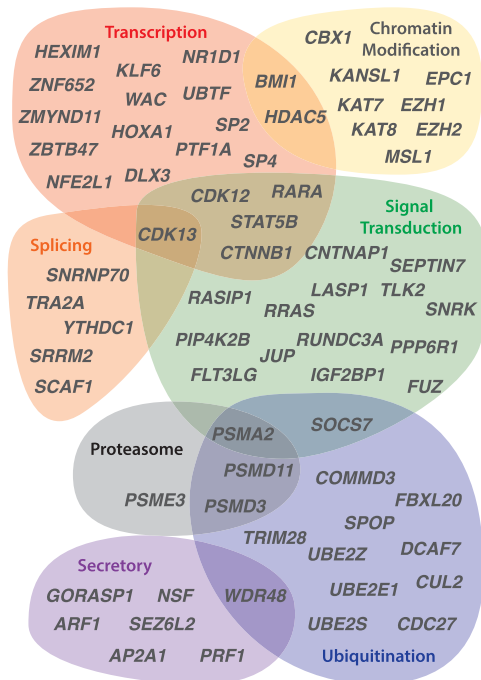 Transcription
HEXIM1
NR1D1
KLF6
ZNF652
UBTF
WAC
ZMYND11
SP2
HOXA1
ZBTB47
PTF1A
SP4
DLX3
NFE2L1
CBX1
Chromatin
Modification
BMI1
KANSL1
EPC1
HDAC5
KAT7
EZH1
KAT8
EZH2
MSL1
CDK12
RARA
STAT5B
CDK13
CTNNB1
Signal
Transduction
CNTNAP1
SEPTIN7
RASIP1
LASP1
TLK2
RRAS
SNRK
PIP4K2B
RUNDC3A
PPP6R1
JUP
FLT3LG
IGF2BP1
FUZ
Splicing
SNRNP70
TRA2A
YTHDC1
SRRM2
SCAF1
PSMA2
SOCS7
Proteasome
PSMD11
PSME3
PSMD3
COMMD3
FBXL20
SPOP
TRIM28
UBE2Z
DCAF7
UBE2E1
CUL2
UBE2S
CDC27
Ubiquitination
Secretory
GORASP1
NSF
WDR48
ARF1
SEZ6L2
AP2A1
PRF1